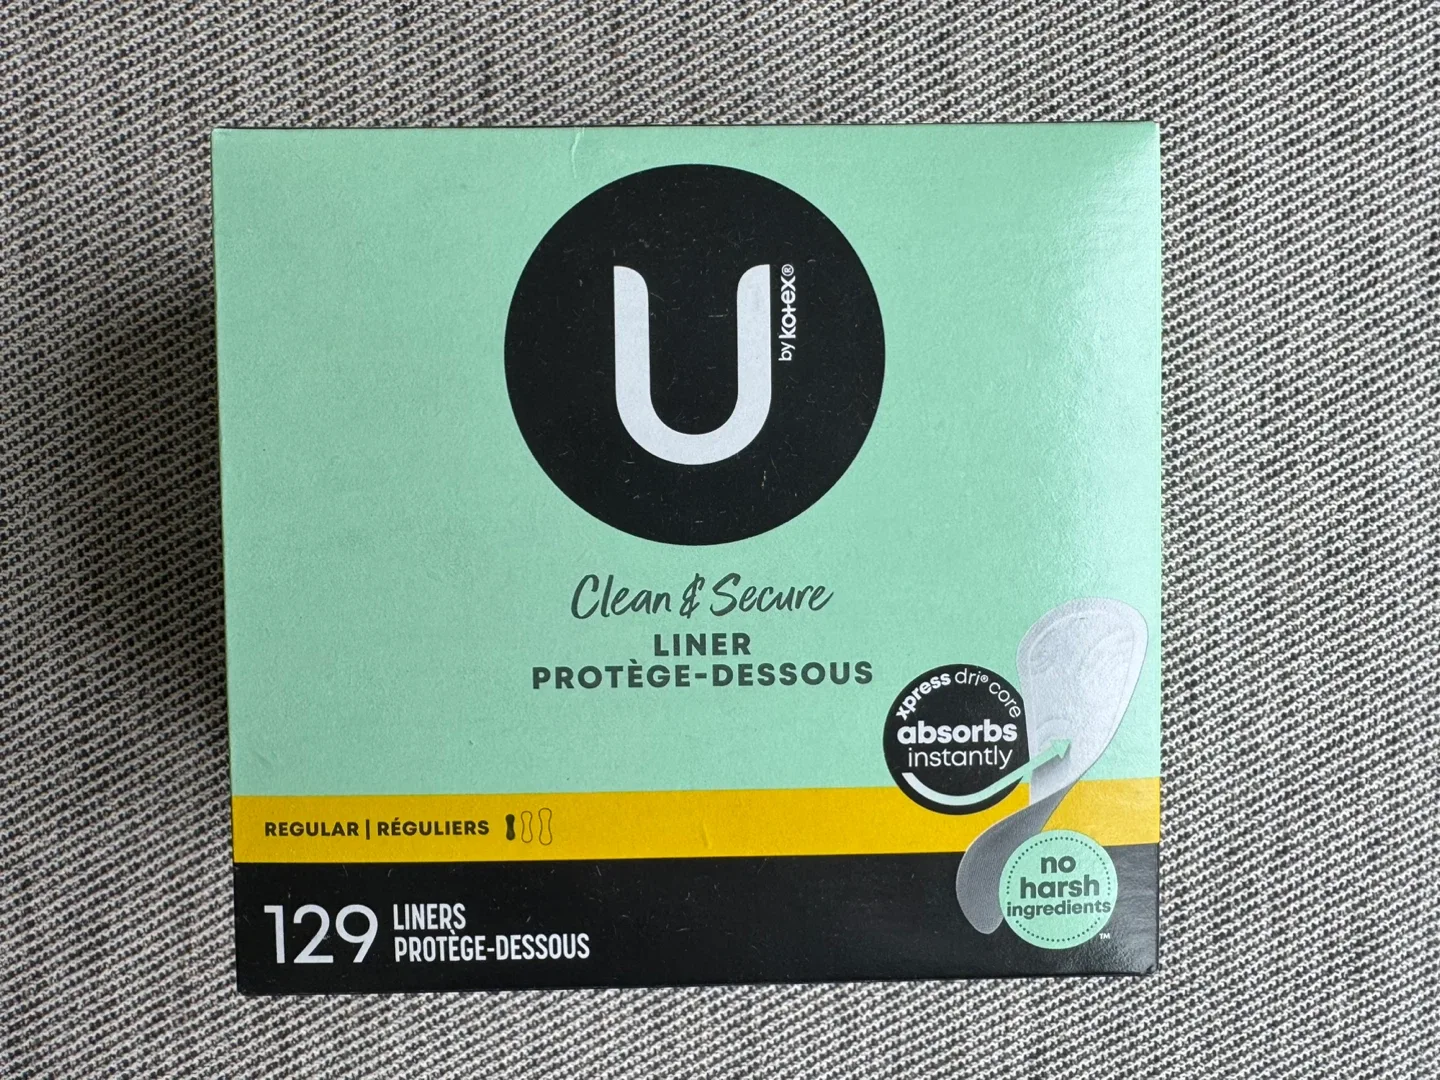 U
by kotex®
Clean & Secure
LINER
PROTÈGE-DESSOUS
xpress dri® core
absorbs
instantly
REGULAR | RÉGULIERS
no
harsh
ingredients
™
129
LINERS
PROTÈGE-DESSOUS